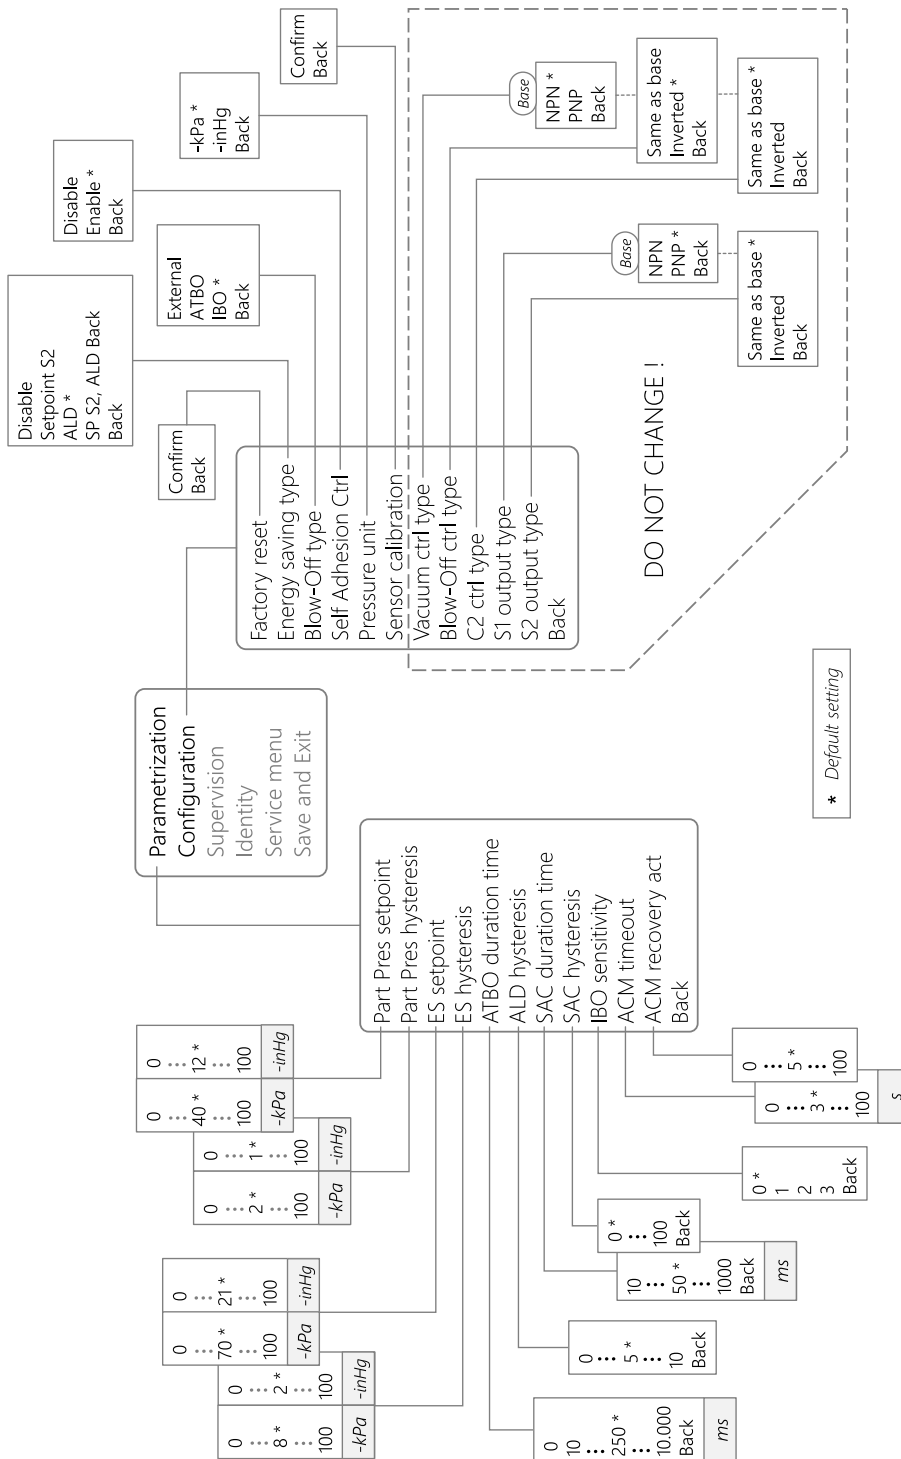 Parametrization
Configuration
Supervision
Identity
Service menu
Save and Exit
Part Pres setpoint
Part Pres hysteresis
ES setpoint
ES hysteresis
ATBO duration time
ALD hysteresis
SAC duration time
SAC hysteresis
IBO sensitivity
ACM timeout
ACM recovery act
Back
0
...
40 *
...
100
-kPa
0
...
12 *
...
100
-inHg
0
...
2 *
...
100
-kPa
0
...
1 *
...
100
-inHg
0
...
70 *
...
100
-kPa
0
...
21 *
...
100
-inHg
0
...
8 *
...
100
-kPa
0
...
2 *
...
100
-inHg
0
10
...
250 *
...
10.000
Back
ms
0
...
5 *
...
10
Back
10
...
50 *
...
1000
Back
ms
0 *
...
100
Back
0 *
1
2
3
Back
0
...
3 *
...
100
s
0
...
5 *
...
100
Factory reset
Energy saving type
Blow-Off type
Self Adhesion Ctrl
Pressure unit
Sensor calibration
Vacuum ctrl type
Blow-Off ctrl type
C2 ctrl type
S1 output type
S2 output type
Back
Confirm
Back
Disable
Setpoint S2
ALD *
SP S2, ALD Back
Back
External
ATBO
IBO *
Back
Disable
Enable *
Back
-kPa *
-inHg
Back
Confirm
Back
Base
NPN *
PNP
Back
Same as base
Inverted *
Back
Same as base *
Inverted
Back
Base
NPN
PNP *
Back
Same as base *
Inverted
Back
DO NOT CHANGE !
* Default setting